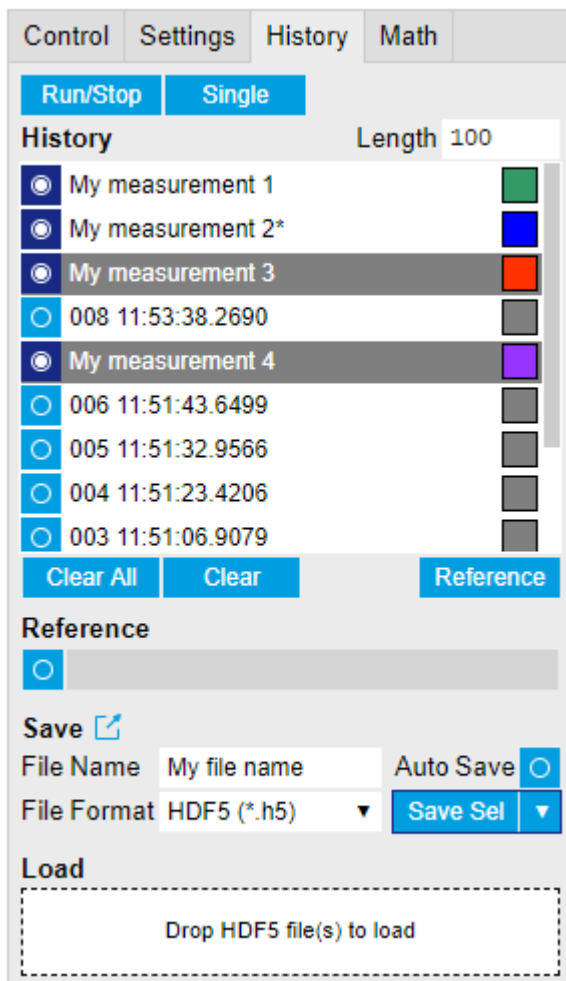 Control Settings History Math
Run/Stop Single
History Length 100
My measurement 1
My measurement 2*
My measurement 3
008 11:53:38.2690
My measurement 4
006 11:51:43.6499
005 11:51:32.9566
004 11:51:23.4206
003 11:51:06.9079
Clear All Clear Reference
Reference
Save
File Name My file name Auto Save
File Format HDF5 (*.h5) Save Sel
Load
Drop HDF5 file(s) to load